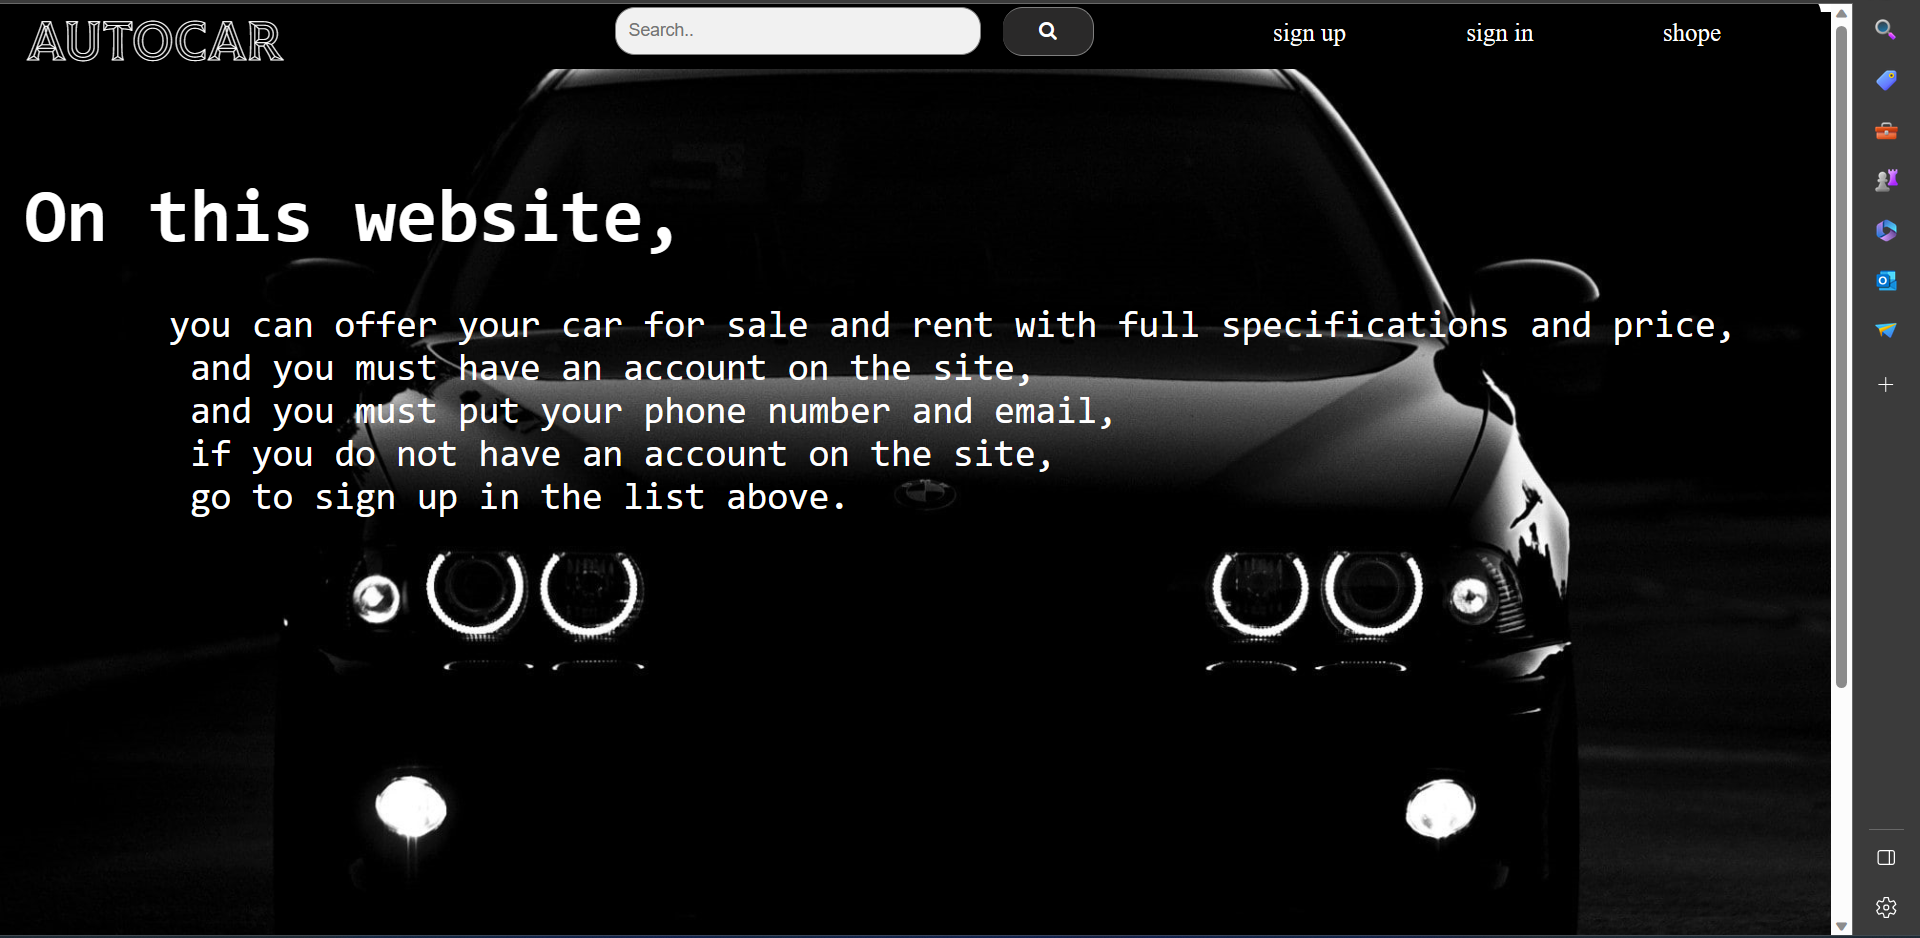 AUTOCAR
Search..
sign up
sign in
shope
On this website,
you can offer your car for sale and rent with full specifications and price,
and you must have an account on the site,
and you must put your phone number and email,
if you do not have an account on the site,
go to sign up in the list above.